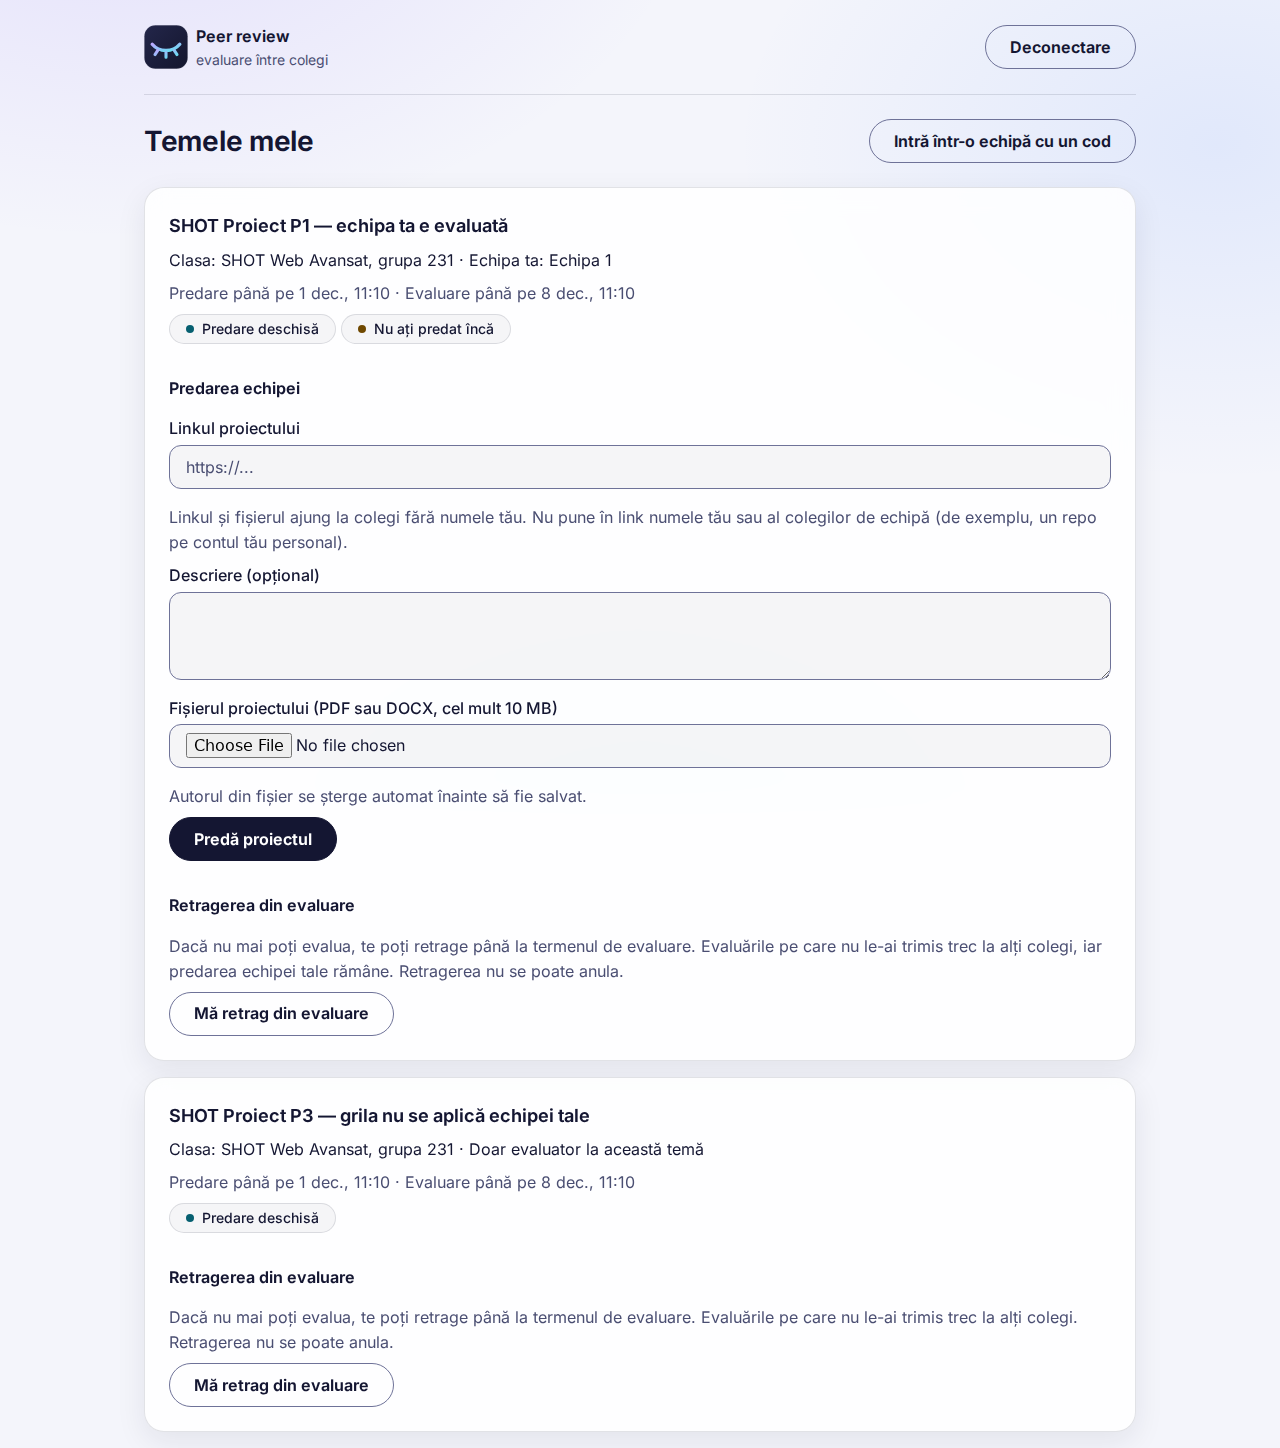 Peer review
evaluare între colegi
Deconectare
Temele mele
Intră într-o echipă cu un cod
SHOT Proiect P1 — echipa ta e evaluată
Clasa: SHOT Web Avansat, grupa 231 · Echipa ta: Echipa 1
Predare până pe 1 dec., 11:10 · Evaluare până pe 8 dec., 11:10
Predare deschisă
Nu ați predat încă
Predarea echipei
Linkul proiectului
https://...
Linkul și fișierul ajung la colegi fără numele tău. Nu pune în link numele tău sau al colegilor de echipă (de exemplu, un repo
pe contul tău personal).
Descriere (opțional)
Fișierul proiectului (PDF sau DOCX, cel mult 10 MB)
Choose File No file chosen
Autorul din fișier se șterge automat înainte să fie salvat.
Predă proiectul
Retragerea din evaluare
Dacă nu mai poți evalua, te poți retrage până la termenul de evaluare. Evaluările pe care nu le-ai trimis trec la alți colegi, iar
predarea echipei tale rămâne. Retragerea nu se poate anula.
Mă retrag din evaluare
SHOT Proiect P3 — grila nu se aplică echipei tale
Clasa: SHOT Web Avansat, grupa 231 · Doar evaluator la această temă
Predare până pe 1 dec., 11:10 · Evaluare până pe 8 dec., 11:10
Predare deschisă
Retragerea din evaluare
Dacă nu mai poți evalua, te poți retrage până la termenul de evaluare. Evaluările pe care nu le-ai trimis trec la alți colegi.
Retragerea nu se poate anula.
Mă retrag din evaluare